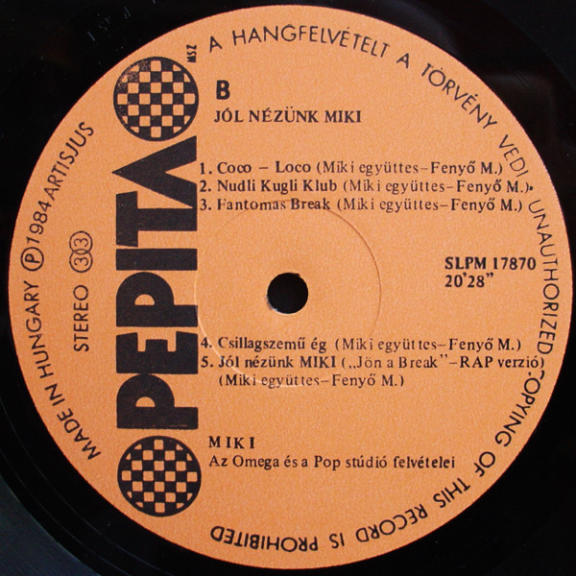 A HANGFELVÉTELT A TÖRVÉNY VÉDI. UNAUTHORIZED COPYING OF THIS RECORD IS PROHIBITED
MADE IN HUNGARY Ⓟ 1984 ARTISJUS
STEREO 33
PEPITA
MSZ
B
JÓL NÉZÜNK MIKI
1. Coco – Loco (Miki együttes–Fenyő M.)
2. Nudli Kugli Klub (Miki együttes–Fenyő M.)
3. Fantomas Break (Miki együttes–Fenyő M.)
SLPM 17870
20'28"
4. Csillagszemű ég (Miki együttes–Fenyő M.)
5. Jól nézünk MIKI („Jön a Break"–RAP verzió)
(Miki együttes–Fenyő M.)
MIKI
Az Omega és a Pop stúdió felvételei